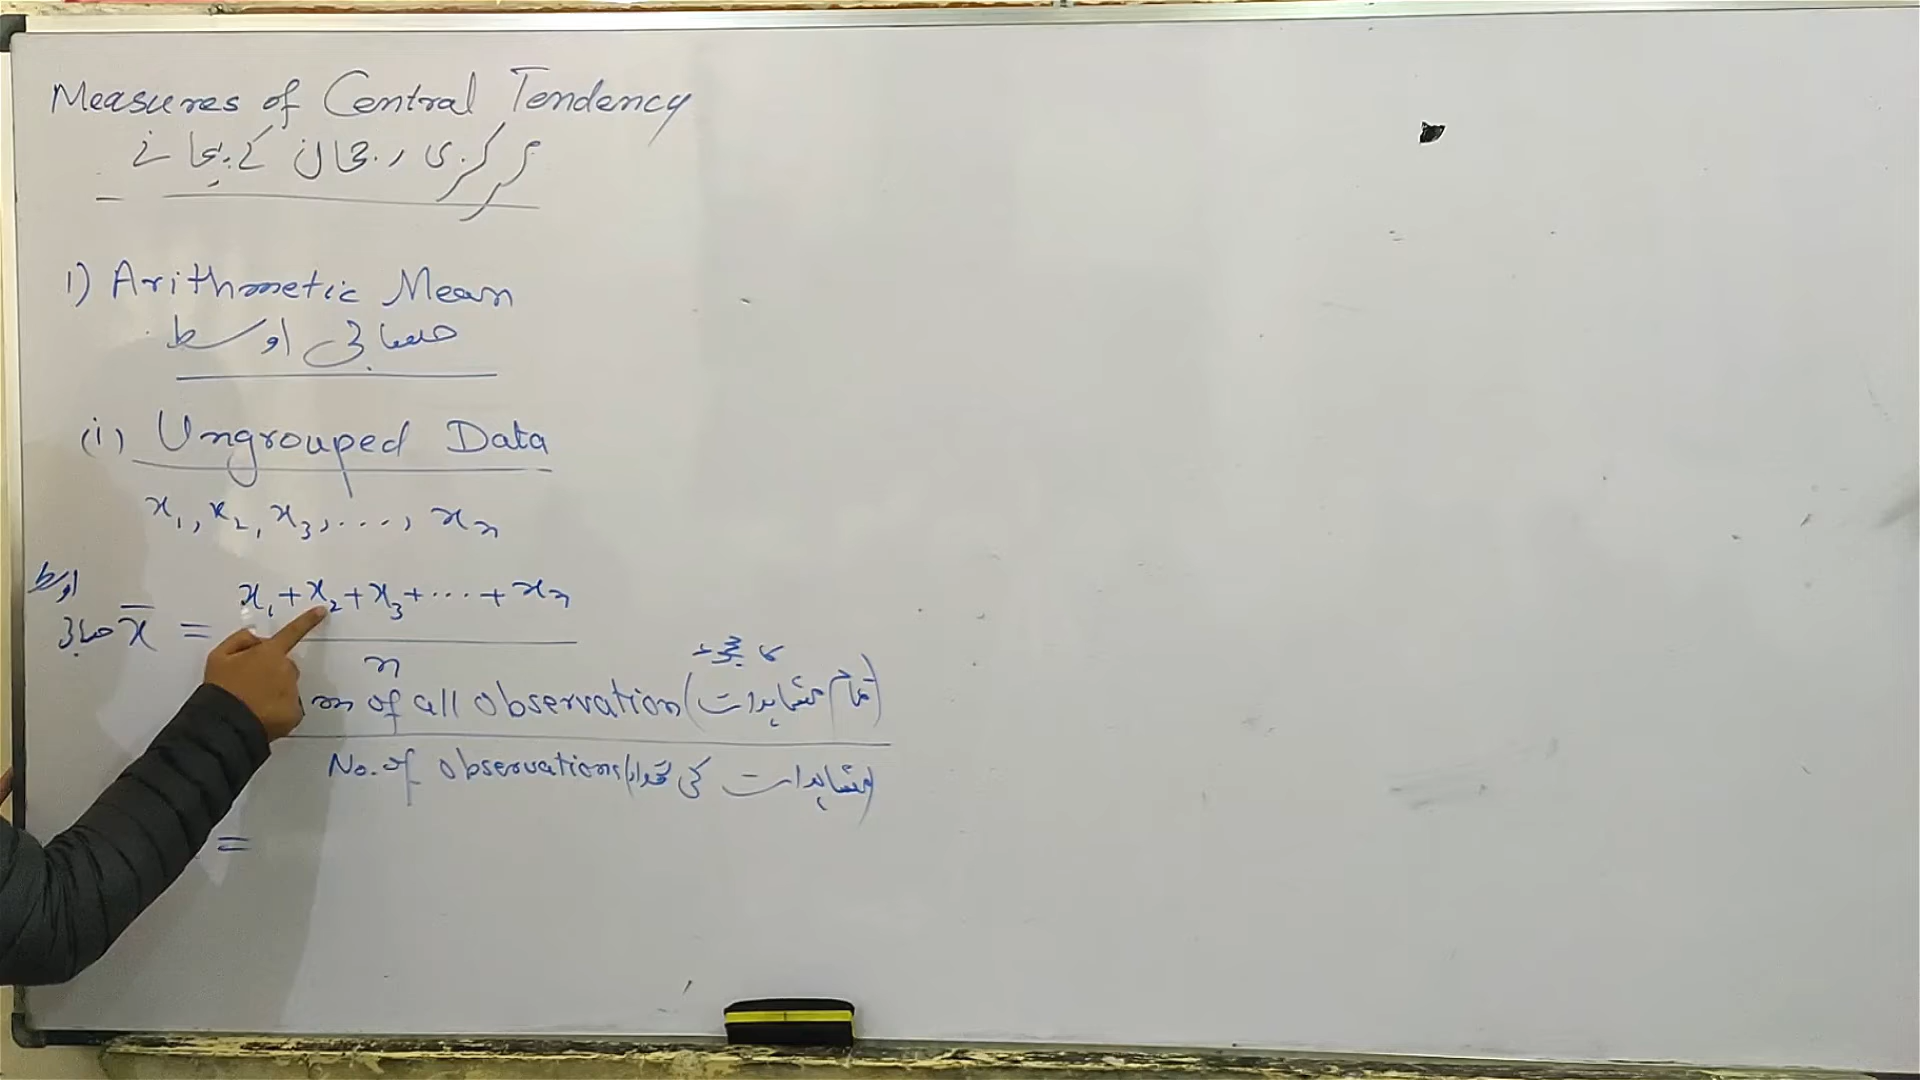 Measures of Central Tendency
مرکزی رجحان کے پیمانے
1) Arithmetic Mean
حسابی اوسط
(i) Ungrouped Data
x₁, x₂, x₃, ..., xₙ
حسابی اوسط x̄ = x₁+x₂+x₃+...+xₙ
n
of all observation (تمام مشاہدات کا مجموعہ)
No. of observations (مشاہدات کی تعداد)
=